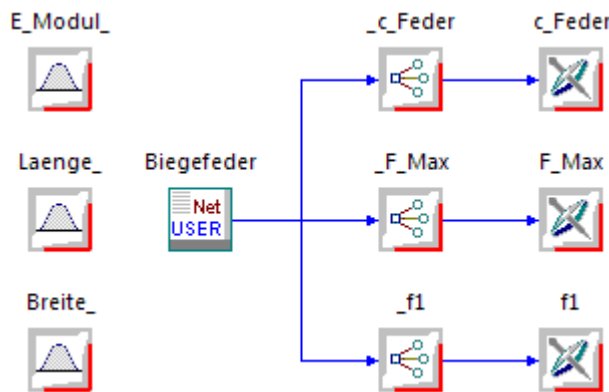 E_Modul_ _c_Feder c_Feder
Laenge_ Biegefeder _F_Max F_Max
Net
USER
Breite_ _f1 f1